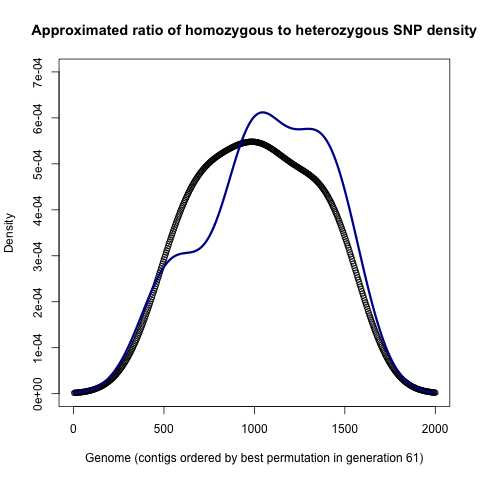 Approximated ratio of homozygous to heterozygous SNP density
7e-04
6e-04
5e-04
4e-04
3e-04
2e-04
1e-04
0e+00
Density
0 500 1000 1500 2000
Genome (contigs ordered by best permutation in generation 61)